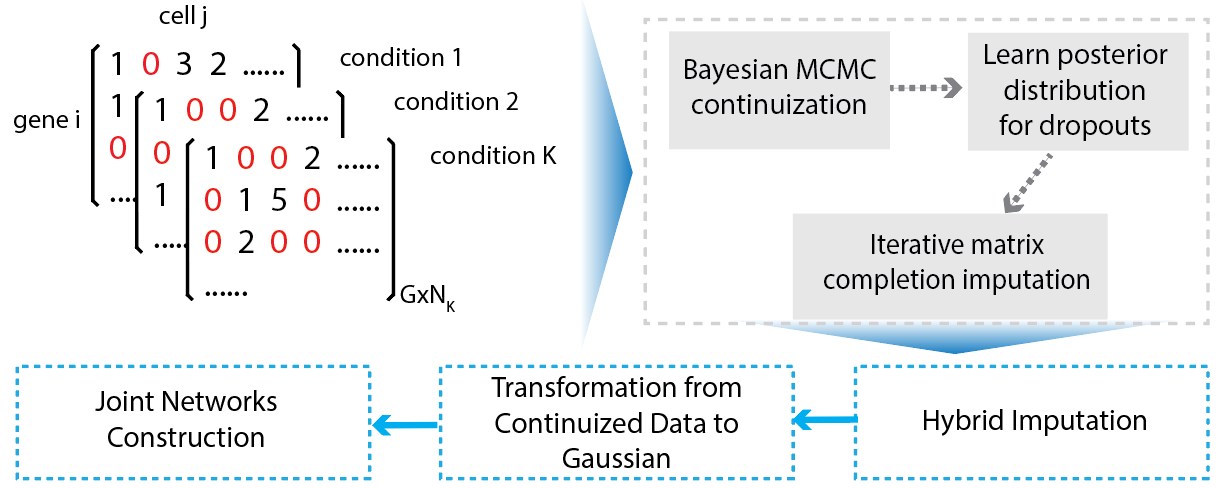 cell j
1 0 3 2 ...... condition 1
1 1 0 0 2 ...... condition 2
gene i
0 0 1 0 0 2 ...... condition K
.... 1 0 1 5 0 ......
..... 0 2 0 0 ......
...... GxN_K
Bayesian MCMC
continuization
Learn posterior
distribution
for dropouts
Iterative matrix
completion imputation
Hybrid Imputation
Transformation from
Continuized Data to
Gaussian
Joint Networks
Construction